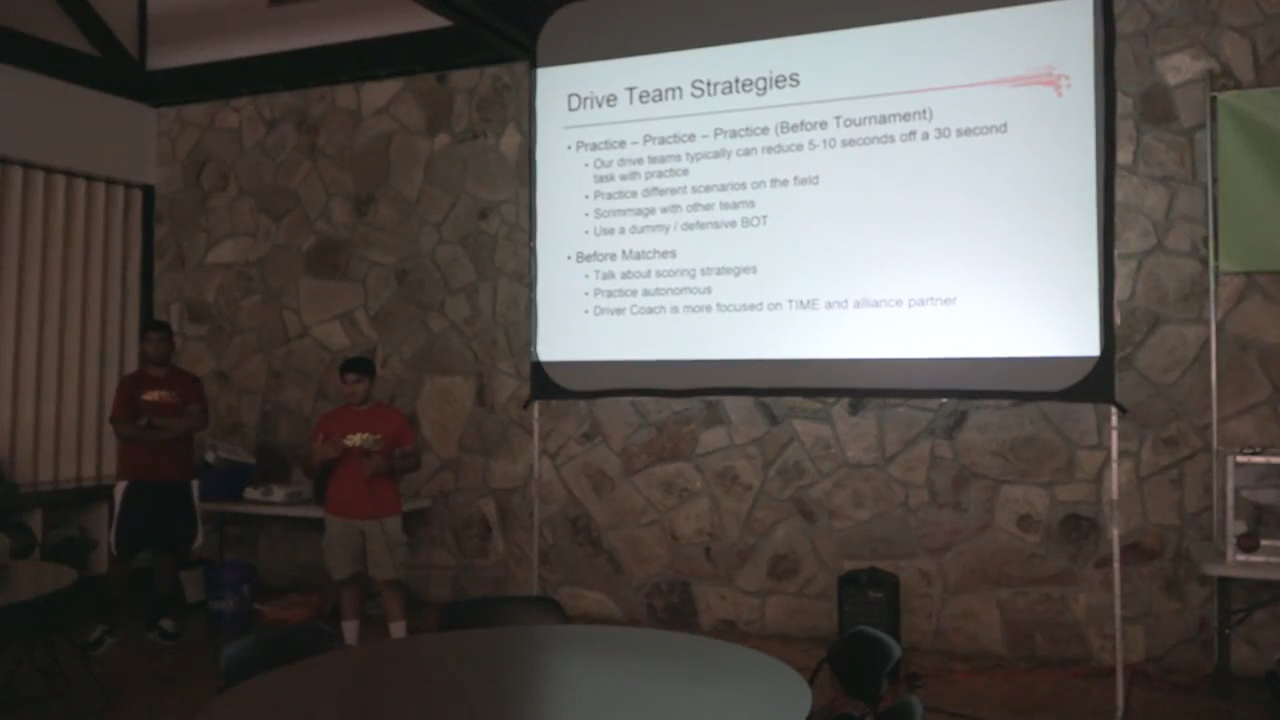 Drive Team Strategies
• Practice – Practice – Practice (Before Tournament)
• Our drive teams typically can reduce 5-10 seconds off a 30 second
task with practice
• Practice different scenarios on the field
• Scrimmage with other teams
• Use a dummy / defensive BOT
• Before Matches
• Talk about scoring strategies
• Practice autonomous
• Driver Coach is more focused on TIME and alliance partner